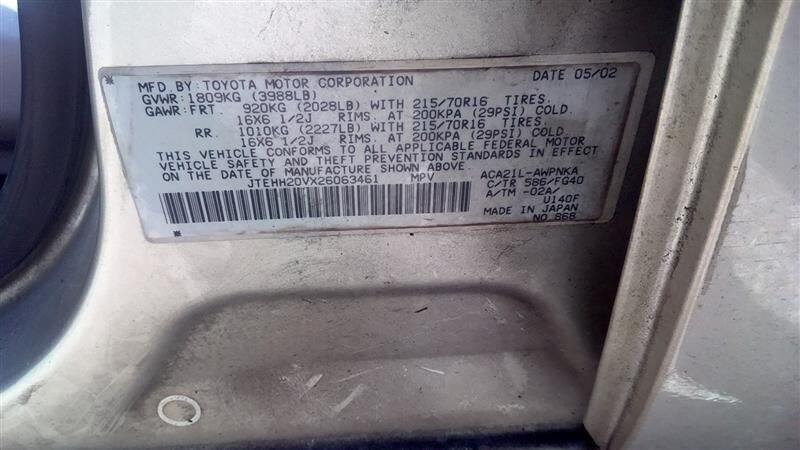 MFD. BY: TOYOTA MOTOR CORPORATION DATE 05/02
GVWR: 1809KG (3988LB)
GAWR: FRT. 920KG (2028LB) WITH 215/70R16 TIRES.
16X6 1/2J RIMS. AT 200KPA (29PSI) COLD
RR. 1010KG (2227LB) WITH 215/70R16 TIRES.
16X6 1/2J RIMS. AT 200KPA (29PSI) COLD
THIS VEHICLE CONFORMS TO ALL APPLICABLE FEDERAL MOTOR
VEHICLE SAFETY AND THEFT PREVENTION STANDARDS IN EFFECT
ON THE DATE OF MANUFACTURE SHOWN ABOVE
JTEHH20VX26063461 MPV ACA21L-AWPNKA
C/TR 586/FG40
A/TM -02A/
U140F
MADE IN JAPAN
NO.868